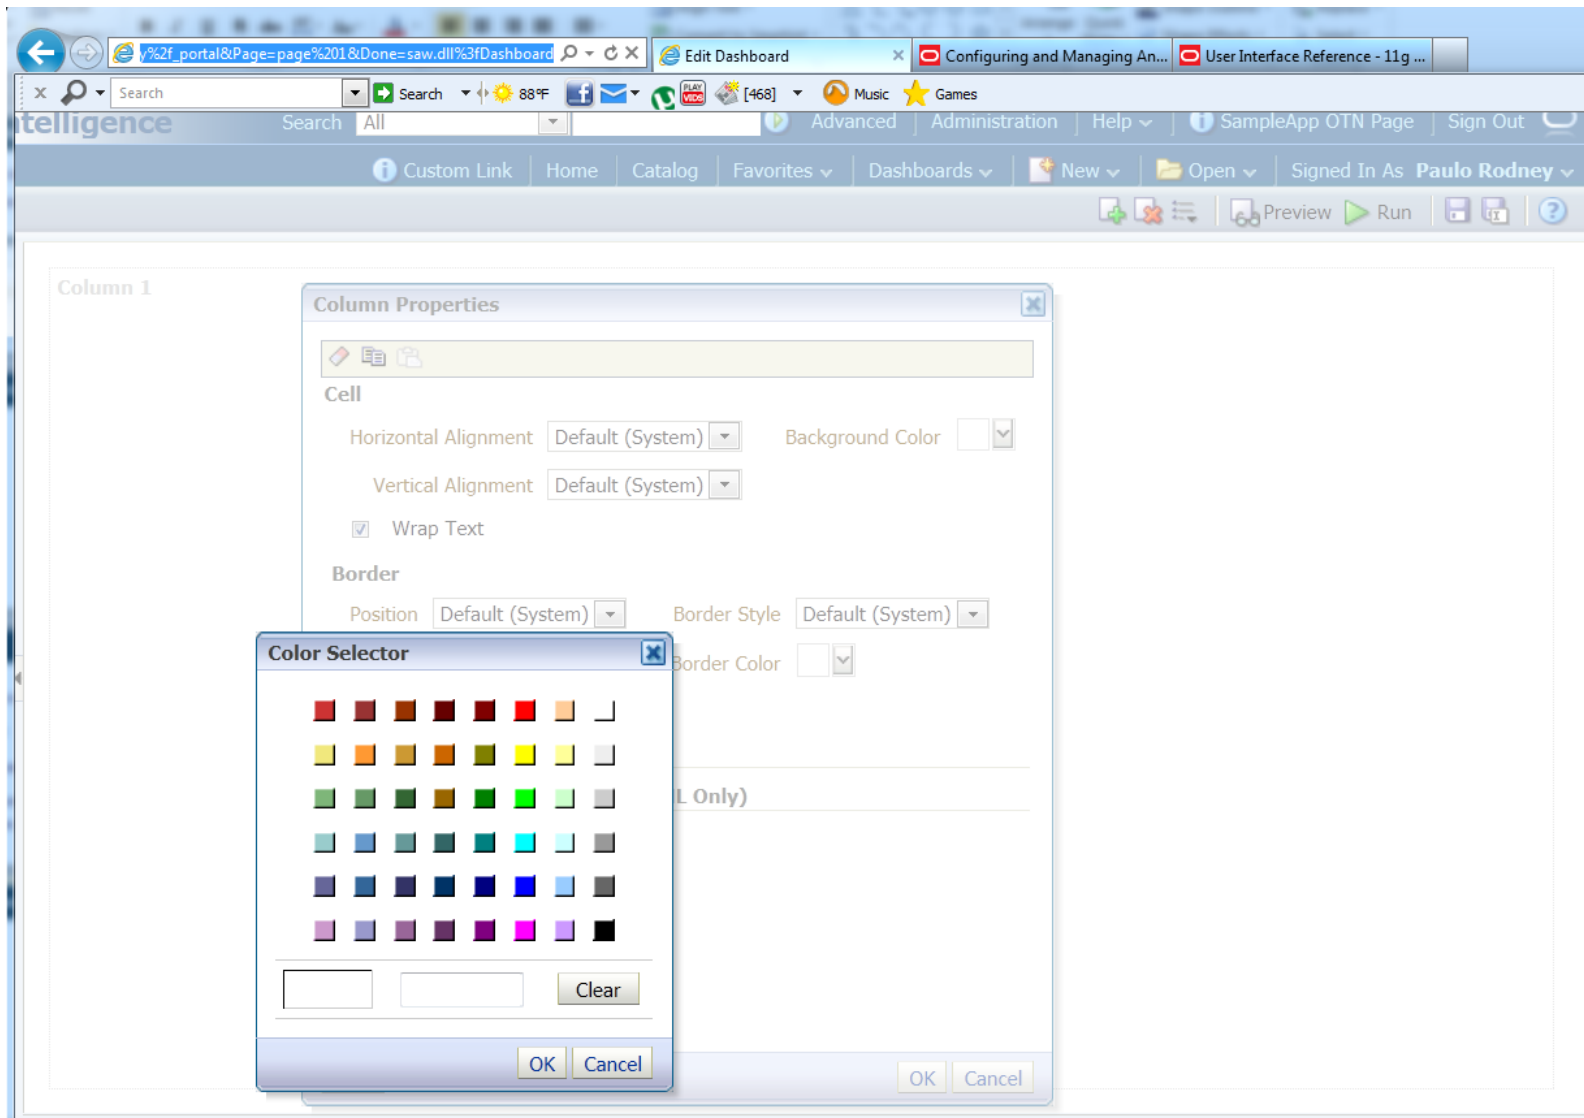 y%2f_portal&Page=page%201&Done=saw.dll%3fDashboard
Edit Dashboard
Configuring and Managing An...
User Interface Reference - 11g ...
Search
Search
88°F
PLAY VIDS
[468]
Music
Games
ntelligence
Search
All
Advanced
Administration
Help
SampleApp OTN Page
Sign Out
Custom Link
Home
Catalog
Favorites
Dashboards
New
Open
Signed In As Paulo Rodney
Preview
Run
Column 1
Column Properties
Cell
Horizontal Alignment
Default (System)
Background Color
Vertical Alignment
Default (System)
Wrap Text
Border
Position
Default (System)
Border Style
Default (System)
Border Color
L Only)
Color Selector
Clear
OK
Cancel
OK
Cancel